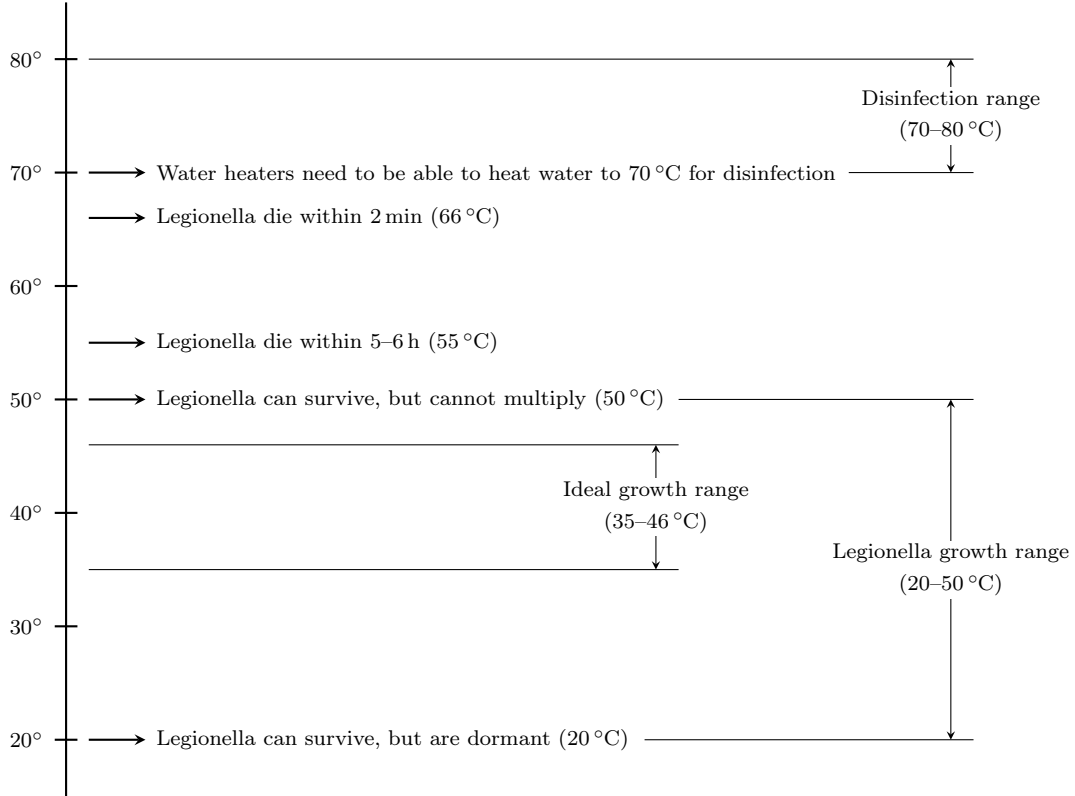 80°
Disinfection range
(70–80 °C)
70°
Water heaters need to be able to heat water to 70 °C for disinfection
Legionella die within 2 min (66 °C)
60°
Legionella die within 5–6 h (55 °C)
50°
Legionella can survive, but cannot multiply (50 °C)
Ideal growth range
(35–46 °C)
40°
Legionella growth range
(20–50 °C)
30°
20°
Legionella can survive, but are dormant (20 °C)